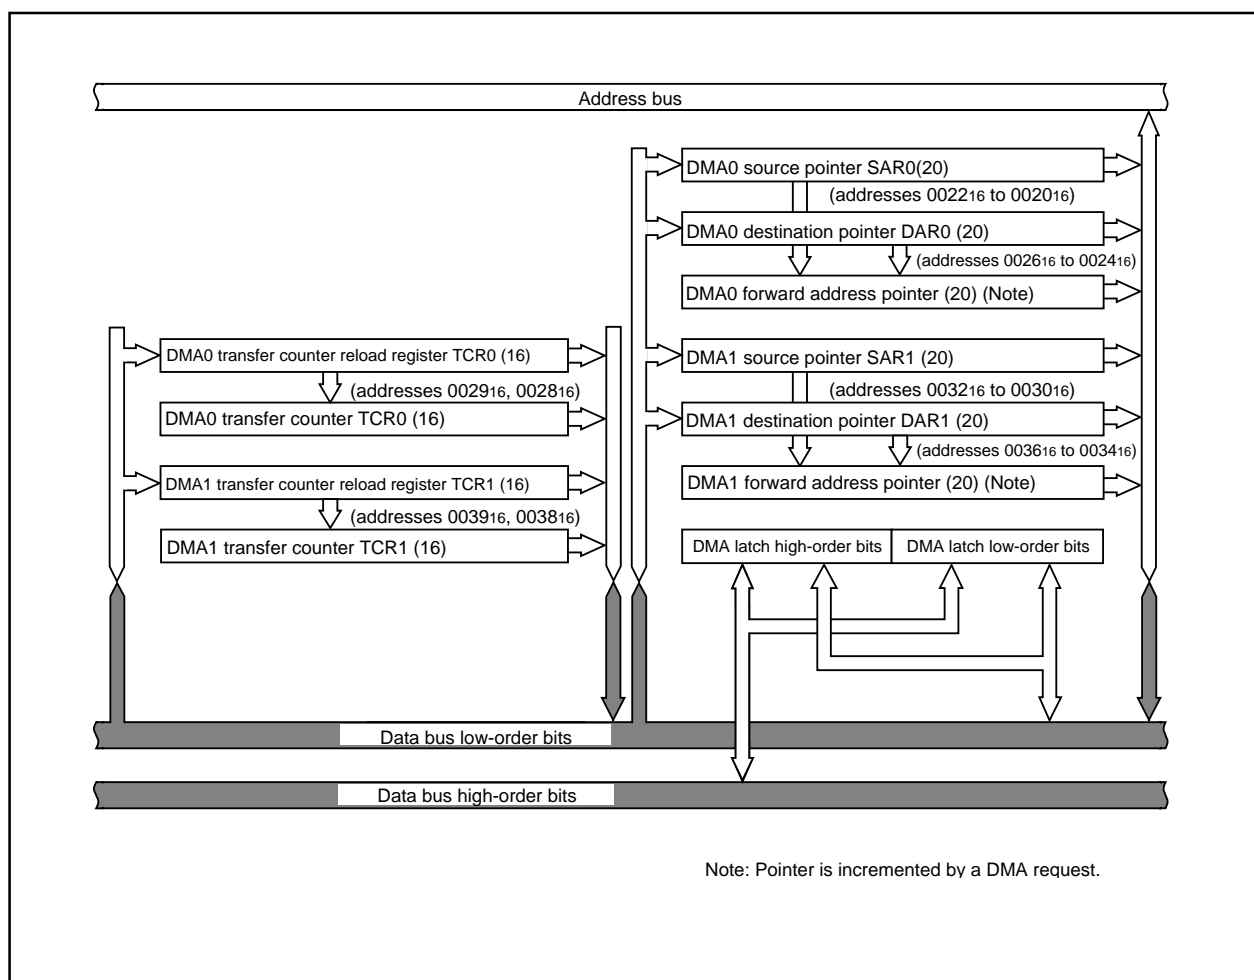 Address bus
DMA0 source pointer SAR0(20)
(addresses 0022₁₆ to 0020₁₆)
DMA0 destination pointer DAR0 (20)
(addresses 0026₁₆ to 0024₁₆)
DMA0 forward address pointer (20) (Note)
DMA0 transfer counter reload register TCR0 (16)
(addresses 0029₁₆, 0028₁₆)
DMA0 transfer counter TCR0 (16)
DMA1 transfer counter reload register TCR1 (16)
(addresses 0039₁₆, 0038₁₆)
DMA1 transfer counter TCR1 (16)
DMA1 source pointer SAR1 (20)
(addresses 0032₁₆ to 0030₁₆)
DMA1 destination pointer DAR1 (20)
(addresses 0036₁₆ to 0034₁₆)
DMA1 forward address pointer (20) (Note)
DMA latch high-order bits DMA latch low-order bits
Data bus low-order bits
Data bus high-order bits
Note: Pointer is incremented by a DMA request.